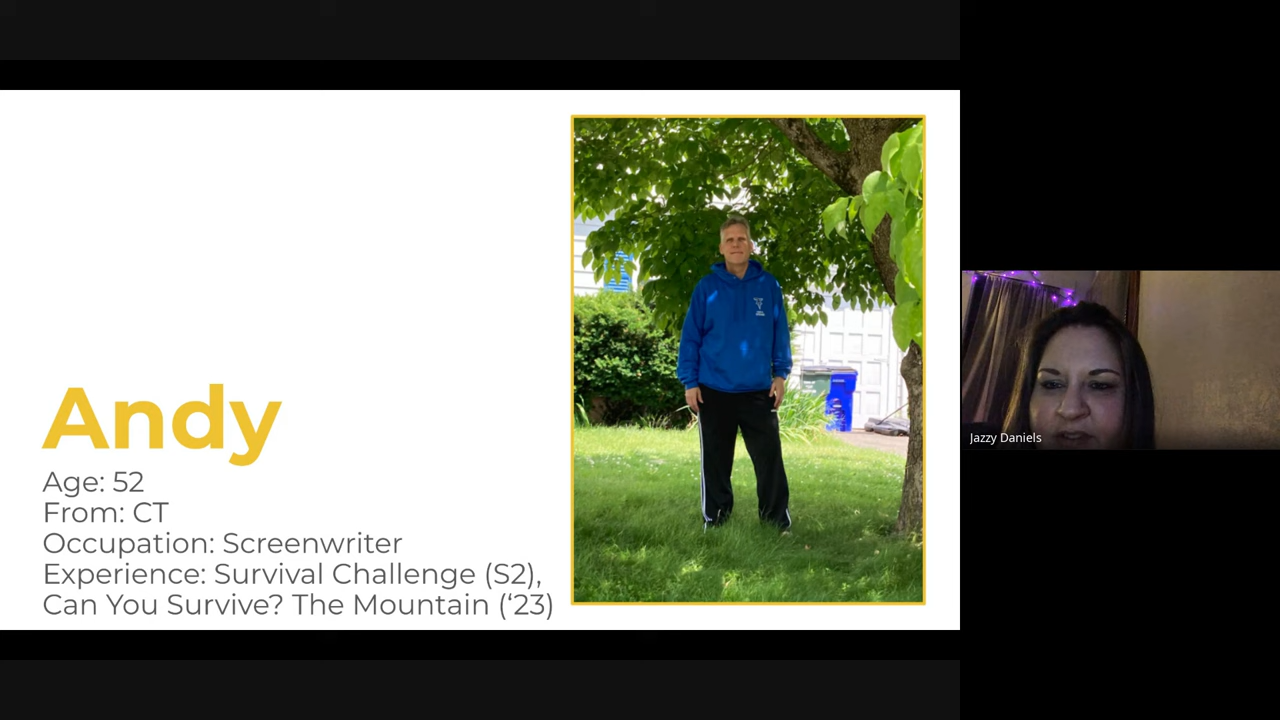 Andy
Age: 52
From: CT
Occupation: Screenwriter
Experience: Survival Challenge (S2),
Can You Survive? The Mountain (‘23)
Jazzy Daniels